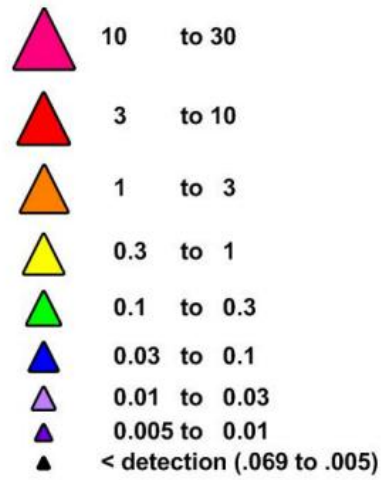 10 to 30
3 to 10
1 to 3
0.3 to 1
0.1 to 0.3
0.03 to 0.1
0.01 to 0.03
0.005 to 0.01
< detection (.069 to .005)